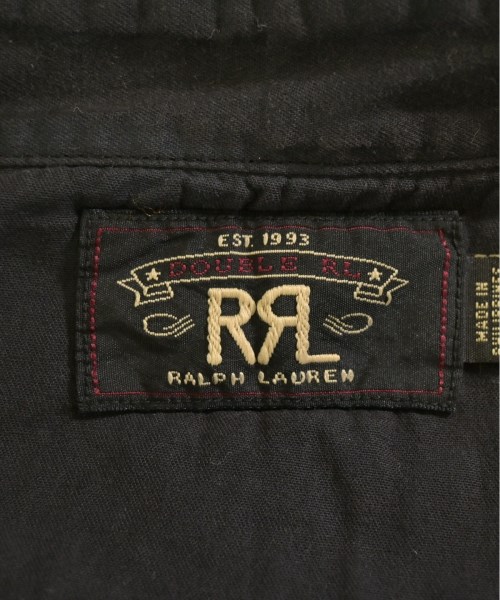 EST. 1993
DOUBLE RL
RRL
RALPH LAUREN
MADE IN